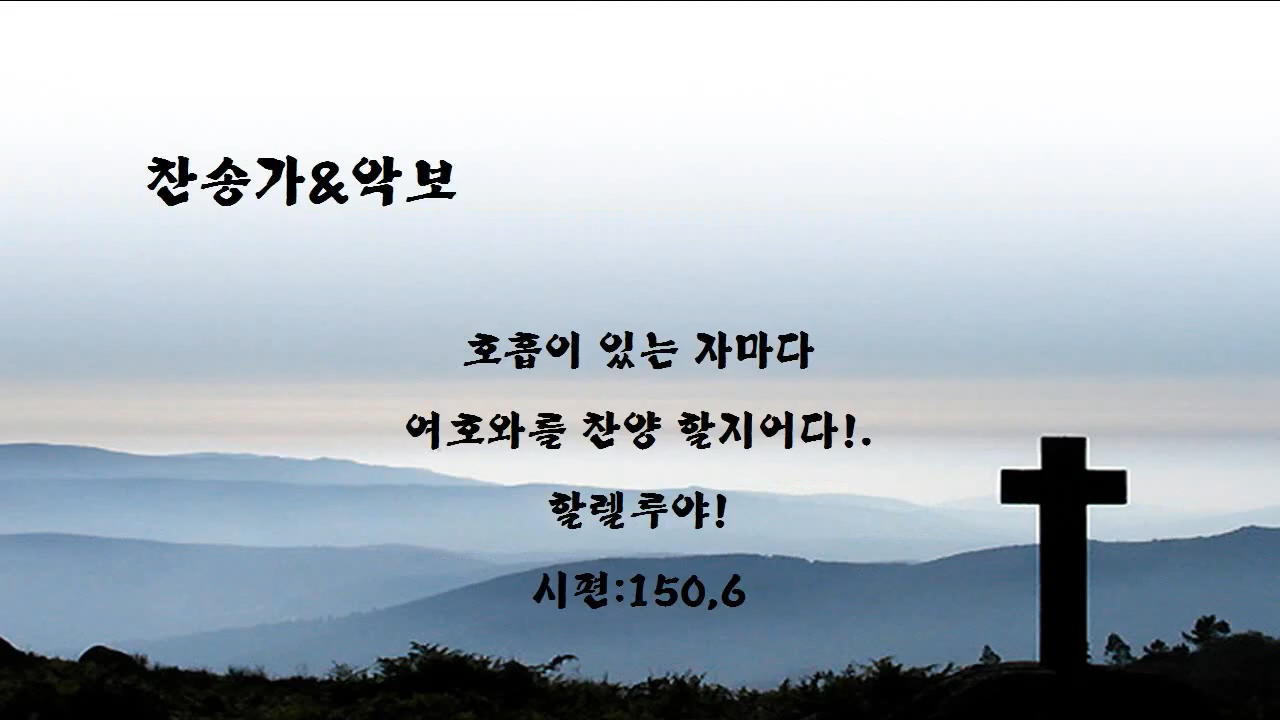 찬송가&악보
호흡이 있는 자마다
여호와를 찬양 할지어다!.
할렐루야!
시편:150,6